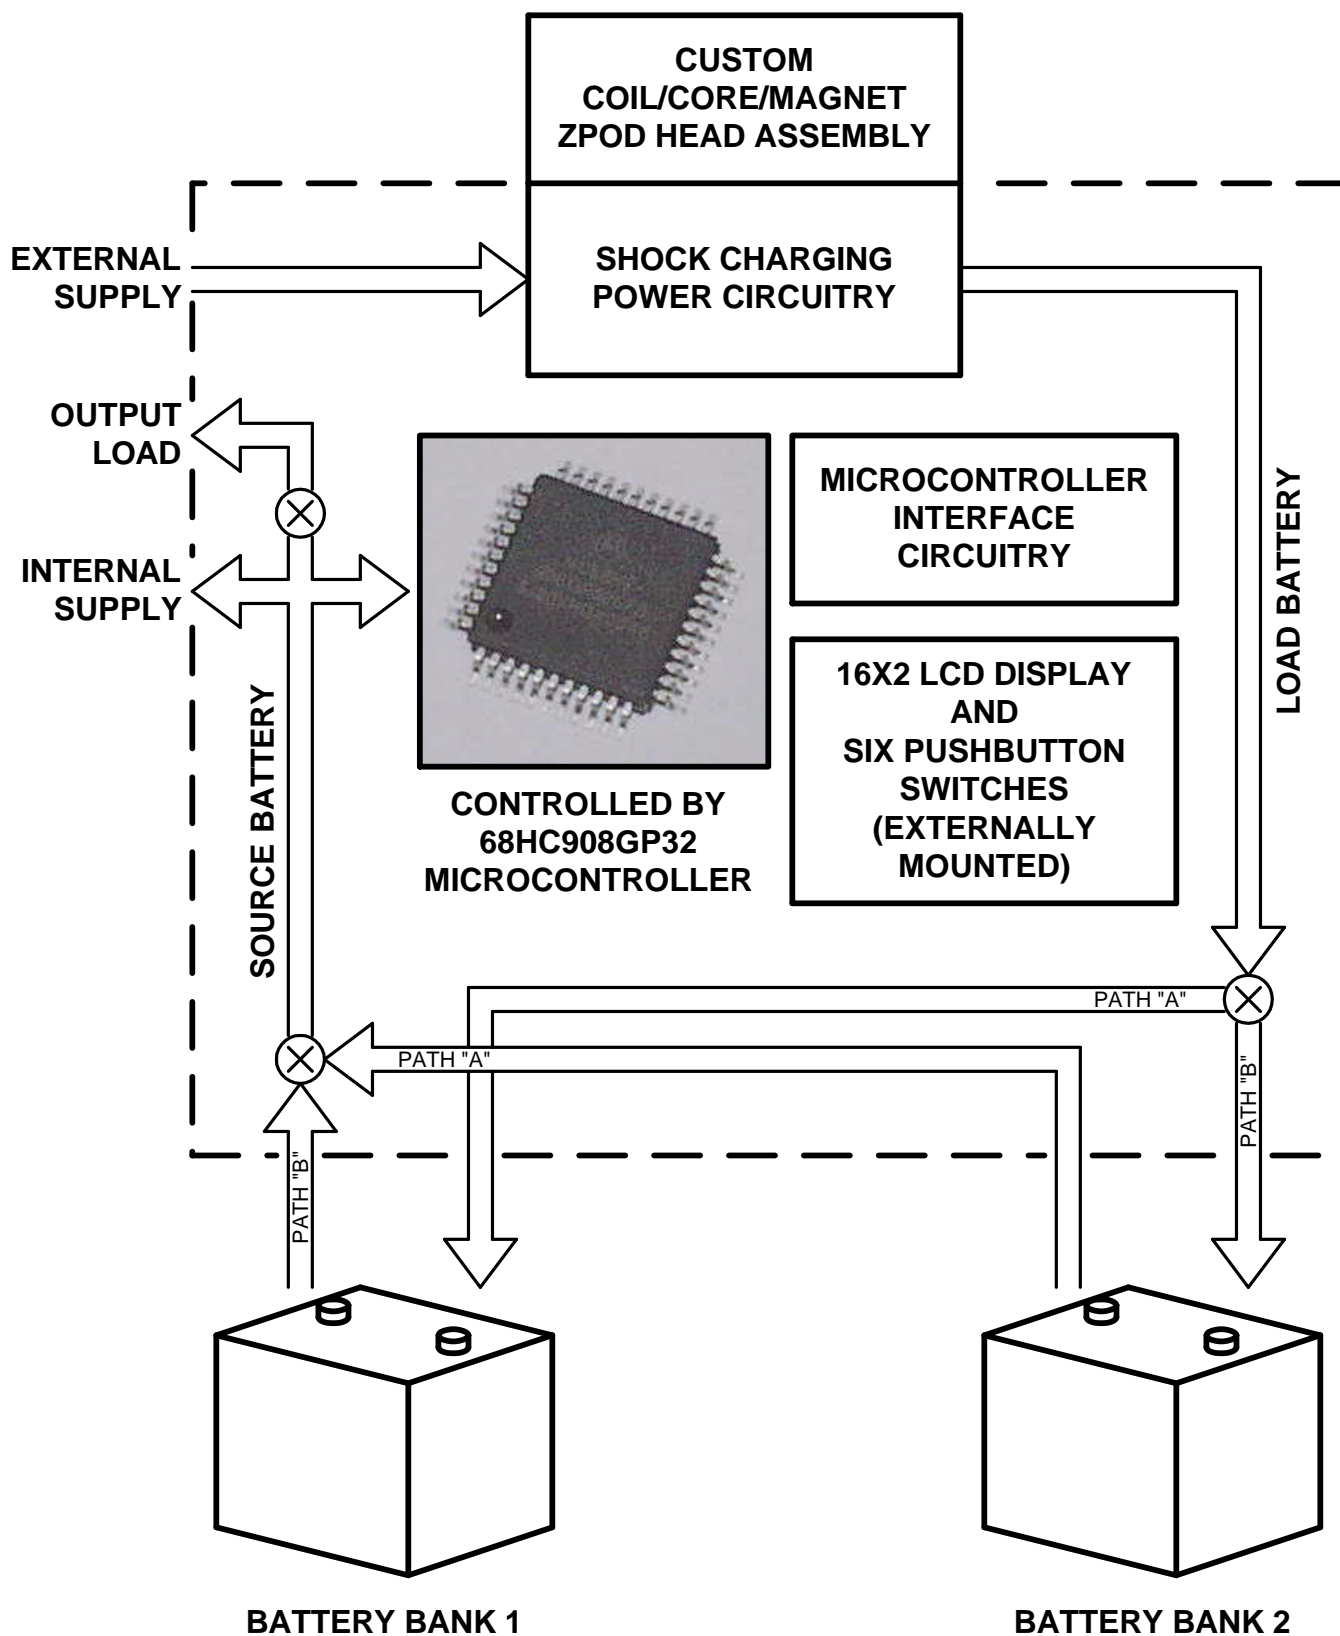 CUSTOM
COIL/CORE/MAGNET
ZPOD HEAD ASSEMBLY
EXTERNAL
SUPPLY
SHOCK CHARGING
POWER CIRCUITRY
OUTPUT
LOAD
INTERNAL
SUPPLY
MICROCONTROLLER
INTERFACE
CIRCUITRY
LOAD BATTERY
16X2 LCD DISPLAY
AND
SIX PUSHBUTTON
SWITCHES
(EXTERNALLY
MOUNTED)
SOURCE BATTERY
CONTROLLED BY
68HC908GP32
MICROCONTROLLER
PATH "A"
PATH "A"
PATH "B"
PATH "B"
BATTERY BANK 1
BATTERY BANK 2